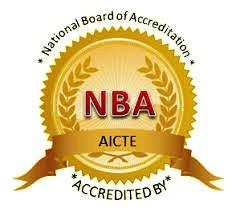 * National Board of Accreditation *
NBA
AICTE
*ACCREDITED BY*